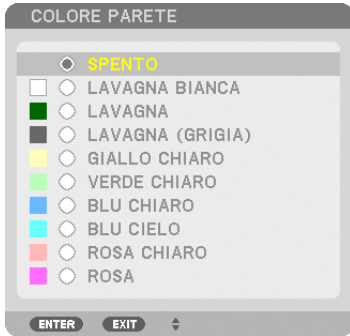 COLORE PARETE
SPENTO
LAVAGNA BIANCA
LAVAGNA
LAVAGNA (GRIGIA)
GIALLO CHIARO
VERDE CHIARO
BLU CHIARO
BLU CIELO
ROSA CHIARO
ROSA
ENTER EXIT